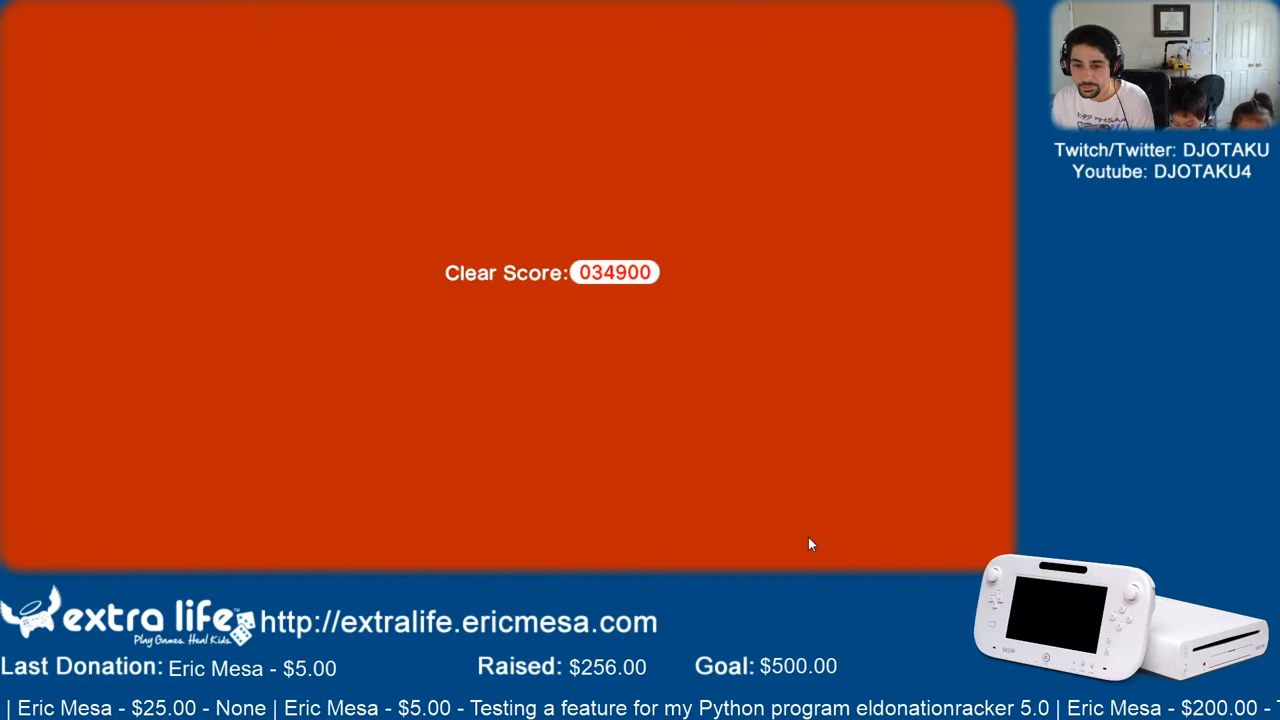 Clear Score: 034900
Twitch/Twitter: DJOTAKU
Youtube: DJOTAKU4
extra life
Play Games. Heal Kids.
http://extralife.ericmesa.com
Last Donation: Eric Mesa - $5.00
Raised: $256.00
Goal: $500.00
| Eric Mesa - $25.00 - None | Eric Mesa - $5.00 - Testing a feature for my Python program eldonationracker 5.0 | Eric Mesa - $200.00 -